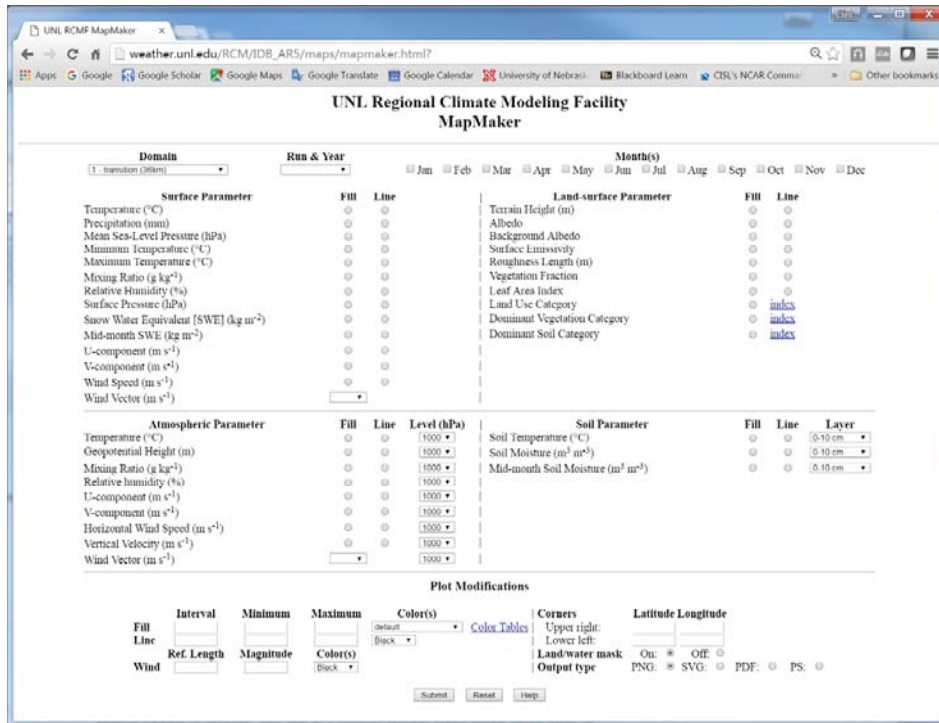 UNL RCMF MapMaker
weather.unl.edu/RCM/IDB_AR5/maps/mapmaker.html?
Apps Google Google Scholar Google Maps Google Translate Google Calendar University of Nebrask Blackboard Learn CISL's NCAR Comma » Other bookmarks
UNL Regional Climate Modeling Facility
MapMaker
Domain Run & Year Month(s)
1 - transition (36km) Jan Feb Mar Apr May Jun Jul Aug Sep Oct Nov Dec
Surface Parameter Fill Line | Land-surface Parameter Fill Line
Temperature (°C) | Terrain Height (m)
Precipitation (mm) | Albedo
Mean Sea-Level Pressure (hPa) | Background Albedo
Minimum Temperature (°C) | Surface Emissivity
Maximum Temperature (°C) | Roughness Length (m)
Mixing Ratio (g kg⁻¹) | Vegetation Fraction
Relative Humidity (%) | Leaf Area Index
Surface Pressure (hPa) | Land Use Category index
Snow Water Equivalent [SWE] (kg m⁻²) | Dominant Vegetation Category index
Mid-month SWE (kg m⁻²) | Dominant Soil Category index
U-component (m s⁻¹) |
V-component (m s⁻¹) |
Wind Speed (m s⁻¹) |
Wind Vector (m s⁻¹) |
Atmospheric Parameter Fill Line Level (hPa) | Soil Parameter Fill Line Layer
Temperature (°C) 1000 | Soil Temperature (°C) 0-10 cm
Geopotential Height (m) 1000 | Soil Moisture (m³ m⁻³) 0-10 cm
Mixing Ratio (g kg⁻¹) 1000 | Mid-month Soil Moisture (m³ m⁻³) 0-10 cm
Relative humidity (%) 1000 |
U-component (m s⁻¹) 1000 |
V-component (m s⁻¹) 1000 |
Horizontal Wind Speed (m s⁻¹) 1000 |
Vertical Velocity (m s⁻¹) 1000 |
Wind Vector (m s⁻¹) 1000 |
Plot Modifications
Interval Minimum Maximum Color(s) | Corners Latitude Longitude
Fill default Color Tables | Upper right:
Line Black | Lower left:
Ref. Length Magnitude Color(s) | Land/water mask On: Off:
Wind Black | Output type PNG: SVG: PDF: PS:
Submit Reset Help